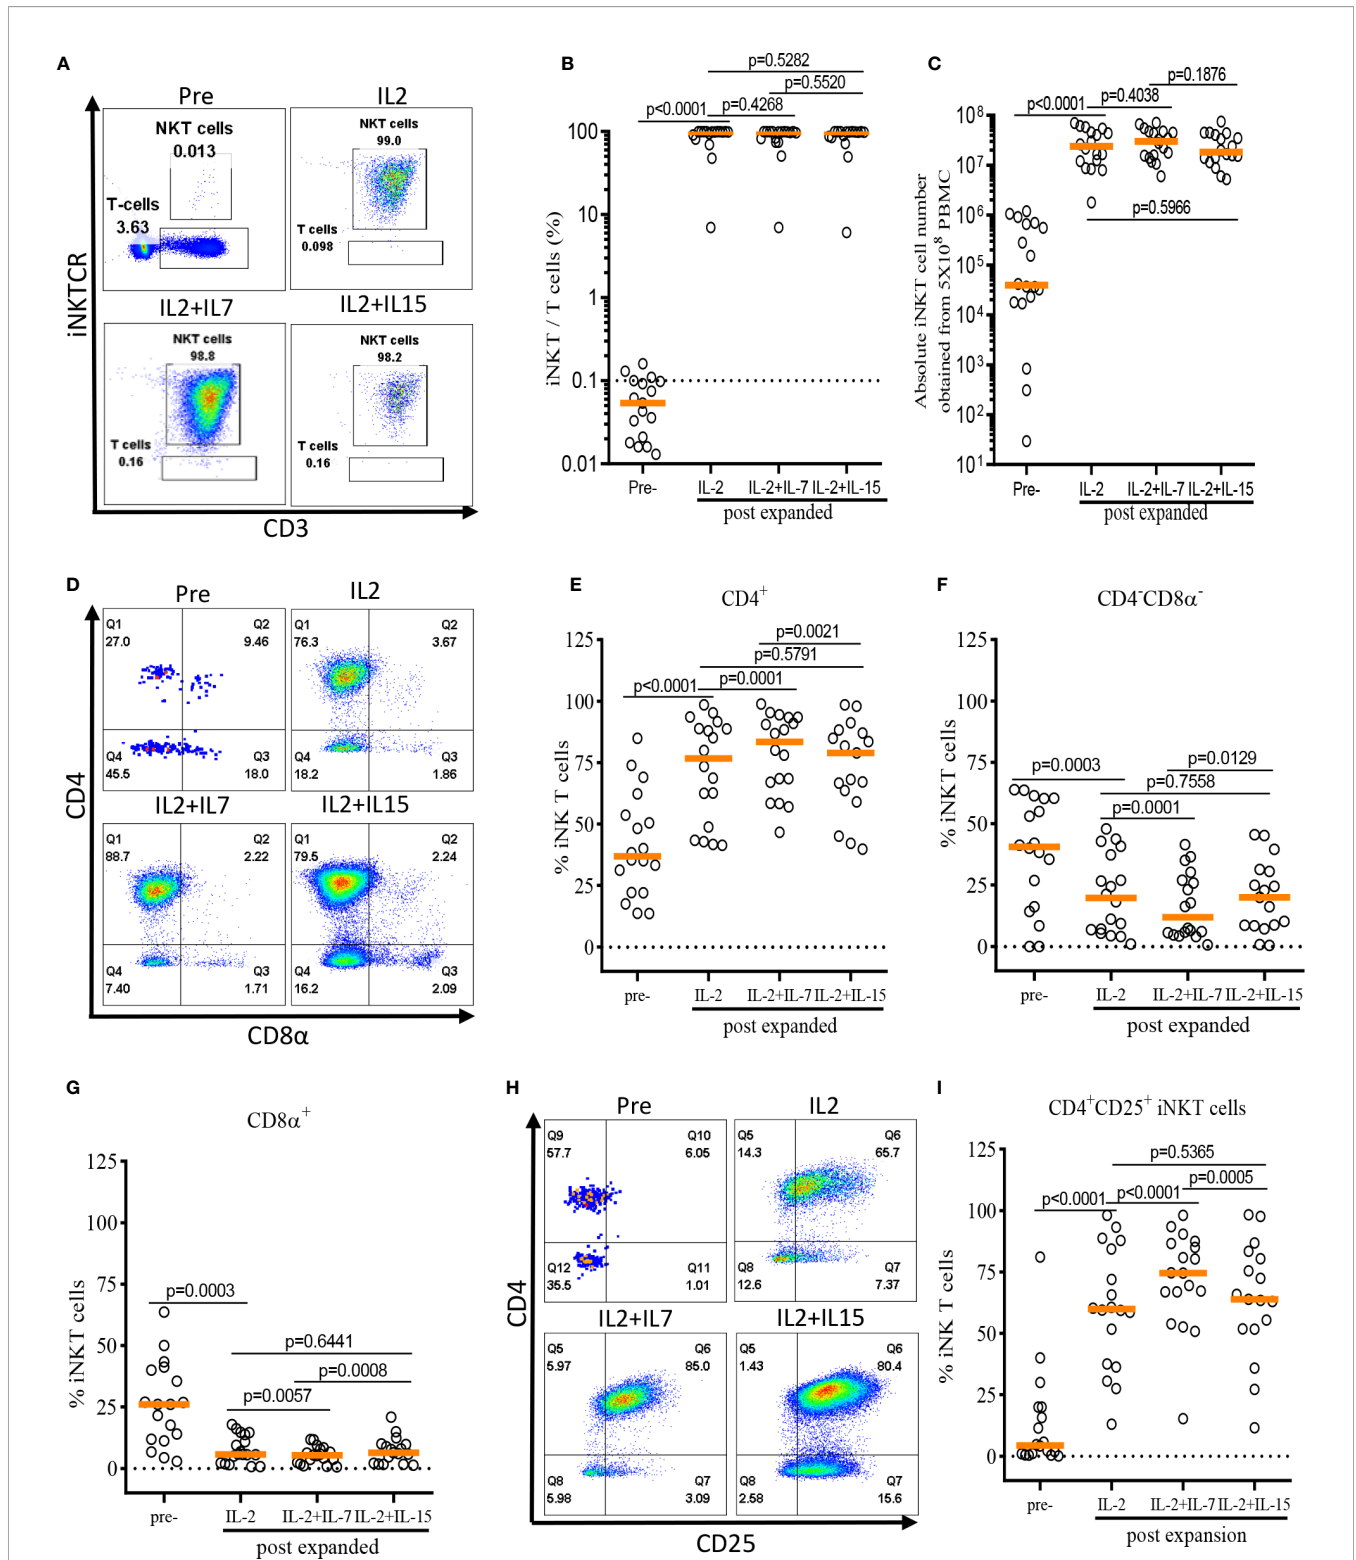 A
Pre
IL2
NKT cells
0.013
T-cells
3.63
NKT cells
99.0
T cells
0.098
IL2+IL7
IL2+IL15
NKT cells
98.8
T cells
0.16
NKT cells
98.2
T cells
0.16
iNKTCR
CD3
B
p=0.5282
p=0.5520
p<0.0001
p=0.4268
iNKT / T cells (%)
100
10
1
0.1
0.01
Pre-
IL-2
IL-2+IL-7
IL-2+IL-15
post expanded
C
p=0.1876
p<0.0001
p=0.4038
p=0.5966
Absolute iNKT cell number
obtained from 5X10⁸ PBMC
10⁸
10⁷
10⁶
10⁵
10⁴
10³
10²
10¹
Pre-
IL-2
IL-2+IL-7
IL-2+IL-15
post expanded
D
Pre
IL2
Q1
27.0
Q2
9.46
Q4
45.5
Q3
18.0
Q1
76.3
Q2
3.67
Q4
18.2
Q3
1.86
IL2+IL7
IL2+IL15
Q1
88.7
Q2
2.22
Q4
7.40
Q3
1.71
Q1
79.5
Q2
2.24
Q4
16.2
Q3
2.09
CD4
CD8α
E
CD4⁺
p=0.0021
p=0.5791
p=0.0001
p<0.0001
% iNK T cells
125
100
75
50
25
0
pre-
IL-2
IL-2+IL-7
IL-2+IL-15
post expanded
F
CD4⁻CD8α⁻
p=0.0003
p=0.0129
p=0.7558
p=0.0001
% iNKT cells
125
100
75
50
25
0
pre-
IL-2
IL-2+IL-7
IL-2+IL-15
post expanded
G
CD8α⁺
p=0.0003
p=0.6441
p=0.0008
p=0.0057
% iNKT cells
125
100
75
50
25
0
pre-
IL-2
IL-2+IL-7
IL-2+IL-15
post expanded
H
Pre
IL2
Q9
57.7
Q10
6.05
Q12
35.5
Q11
1.01
Q5
14.3
Q6
65.7
Q8
12.6
Q7
7.37
IL2+IL7
IL2+IL15
Q5
5.97
Q6
85.0
Q8
5.98
Q7
3.09
Q5
1.43
Q6
80.4
Q8
2.58
Q7
15.6
CD4
CD25
I
CD4⁺CD25⁺ iNKT cells
p=0.5365
p=0.0005
p<0.0001
p<0.0001
% iNK T cells
125
100
75
50
25
0
pre-
IL-2
IL-2+IL-7
IL-2+IL-15
post expansion